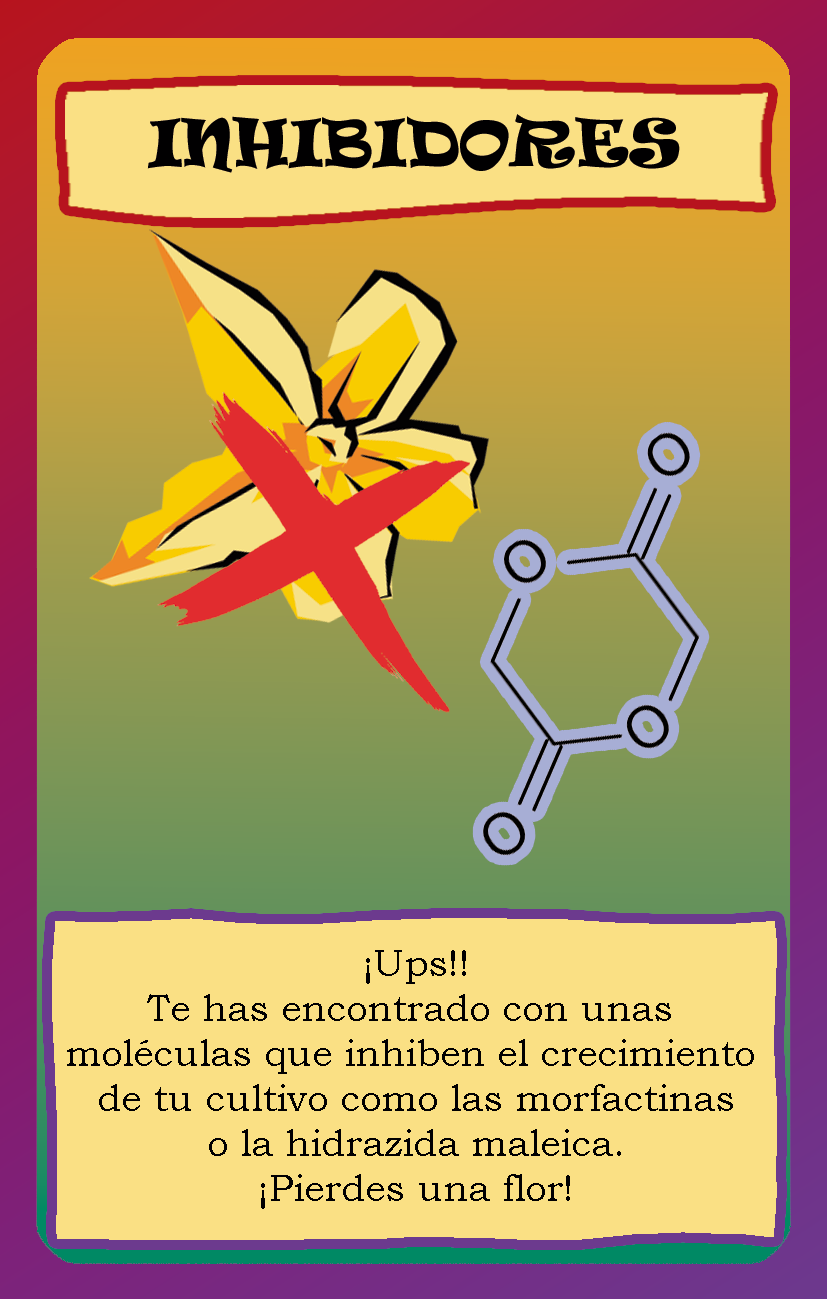 INHIBIDORES
O
O
O
O
¡Ups!!
Te has encontrado con unas
moléculas que inhiben el crecimiento
de tu cultivo como las morfactinas
o la hidrazida maleica.
¡Pierdes una flor!